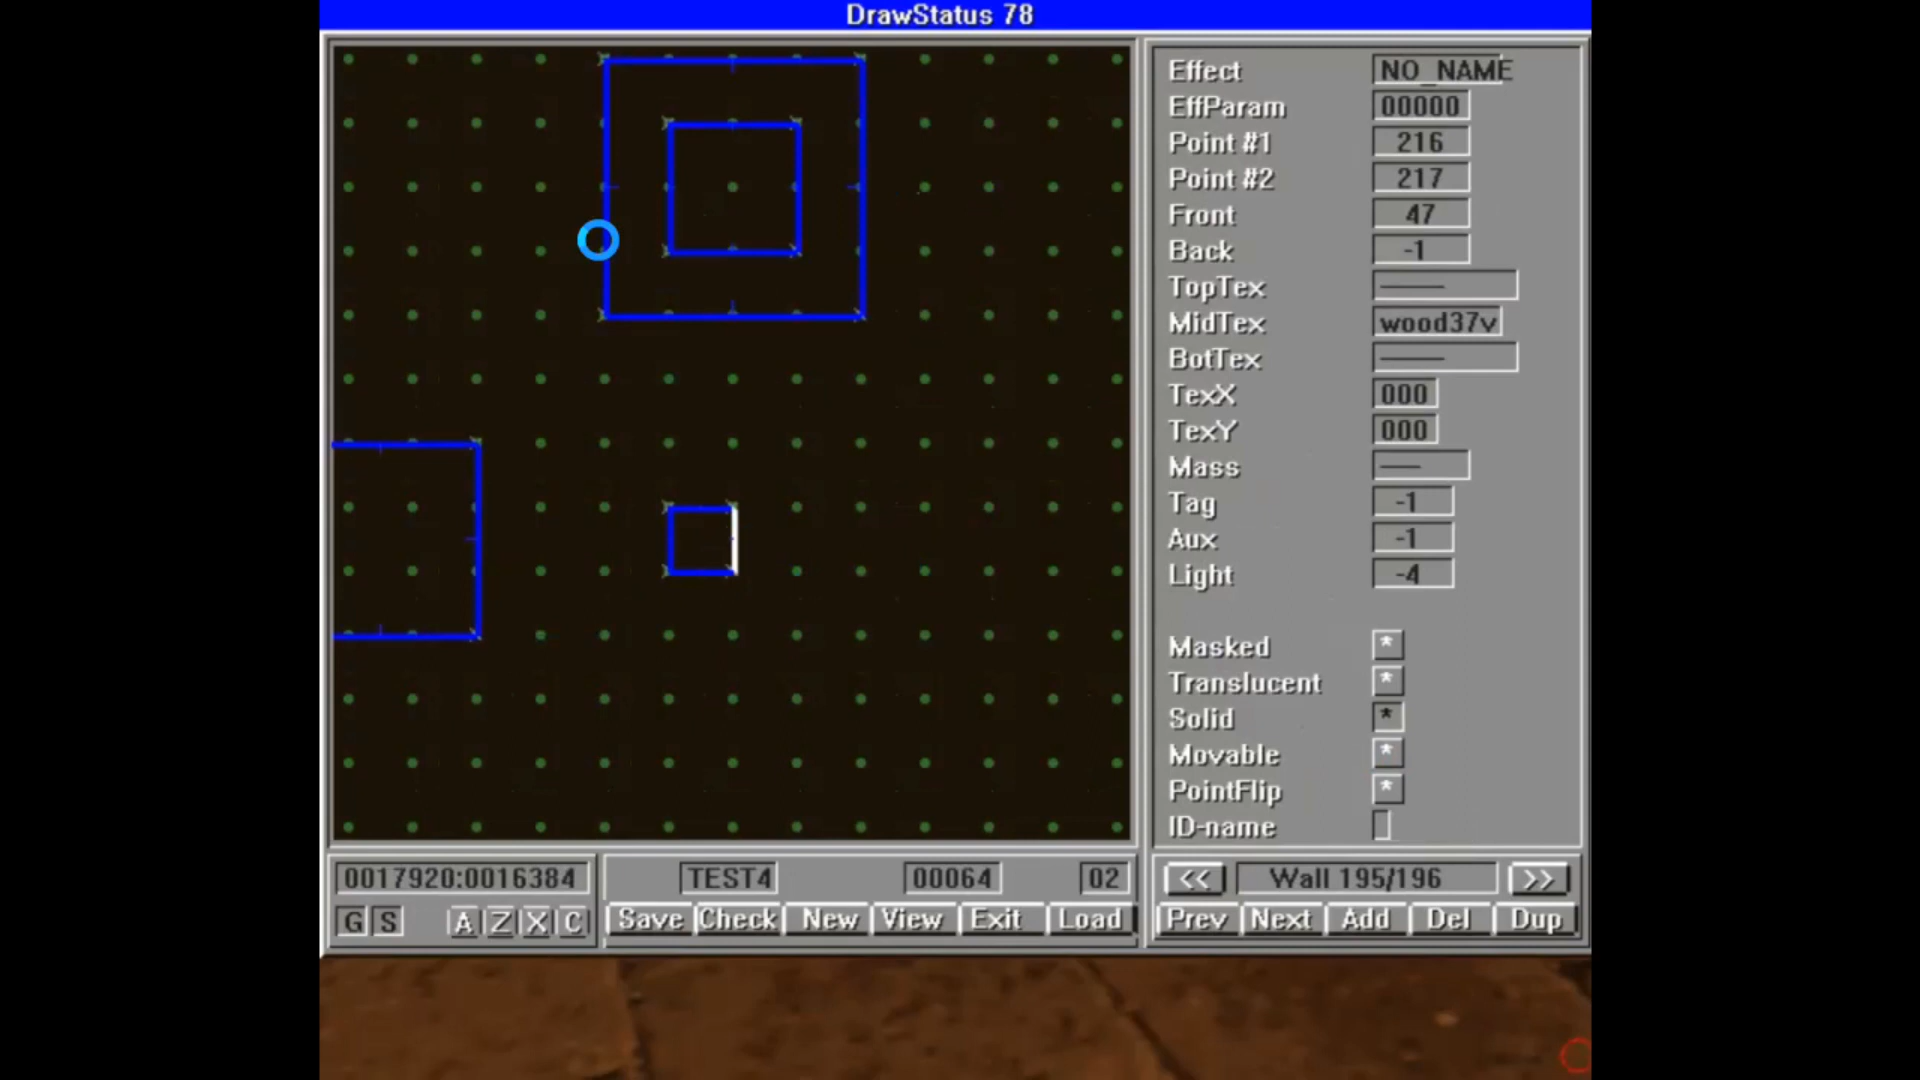 DrawStatus 78
Effect NO_NAME
EffParam 00000
Point #1 216
Point #2 217
Front 47
Back -1
TopTex ——
MidTex wood37v
BotTex ——
TexX 000
TexY 000
Mass ——
Tag -1
Aux -1
Light -4
Masked *
Translucent *
Solid *
Movable *
PointFlip *
ID-name
0017920:0016384 TEST4 00064 02 << Wall 195/196 >>
G S A Z X C Save Check New View Exit Load Prev Next Add Del Dup